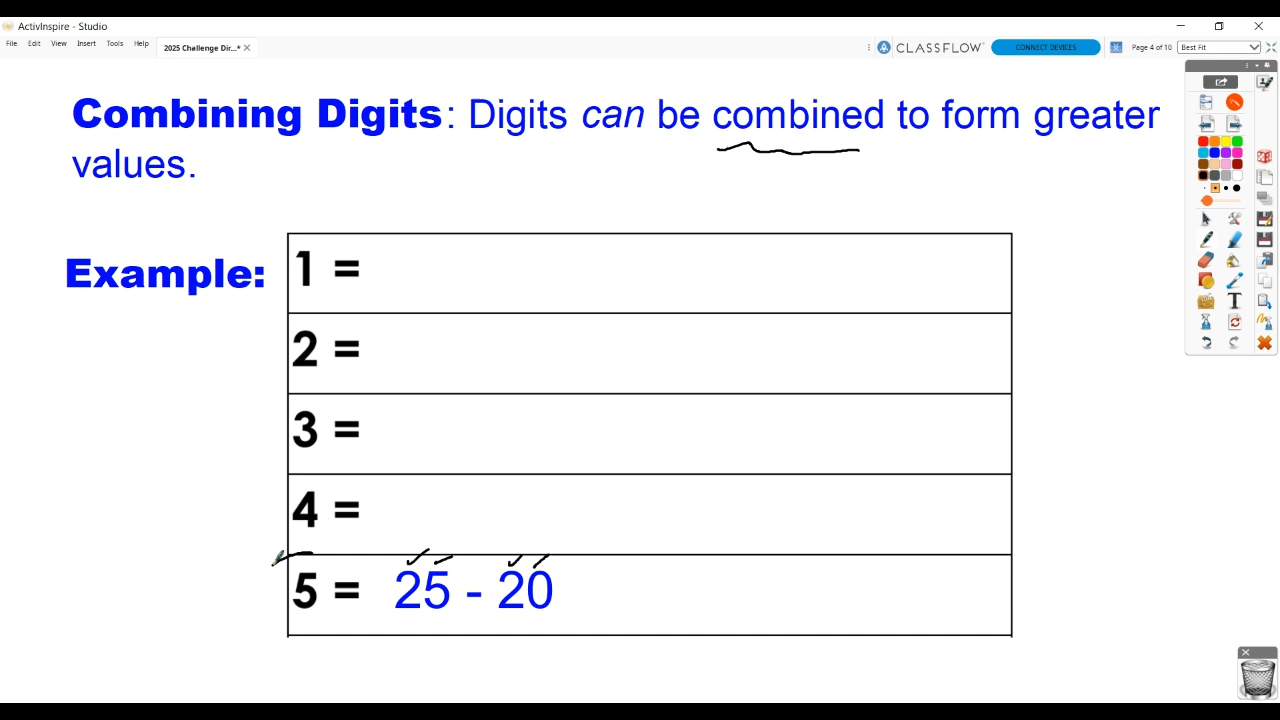 ActivInspire - Studio
File Edit View Insert Tools Help
2025 Challenge Dir...*
CLASSFLOW
CONNECT DEVICES
Page 4 of 10
Best Fit
Combining Digits: Digits can be combined to form greater
values.
Example:
1 =
2 =
3 =
4 =
5 = 25 - 20
T